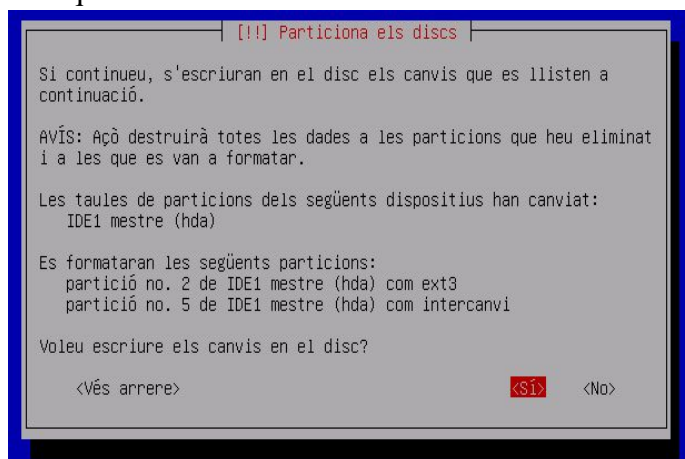 [!!] Particiona els discs
Si continueu, s'escriuran en el disc els canvis que es llisten a
continuació.
AVÍS: Açò destruirà totes les dades a les particions que heu eliminat
i a les que es van a formatar.
Les taules de particions dels següents dispositius han canviat:
IDE1 mestre (hda)
Es formataran les següents particions:
partició no. 2 de IDE1 mestre (hda) com ext3
partició no. 5 de IDE1 mestre (hda) com intercanvi
Voleu escriure els canvis en el disc?
<Vés arrere> <Sí> <No>